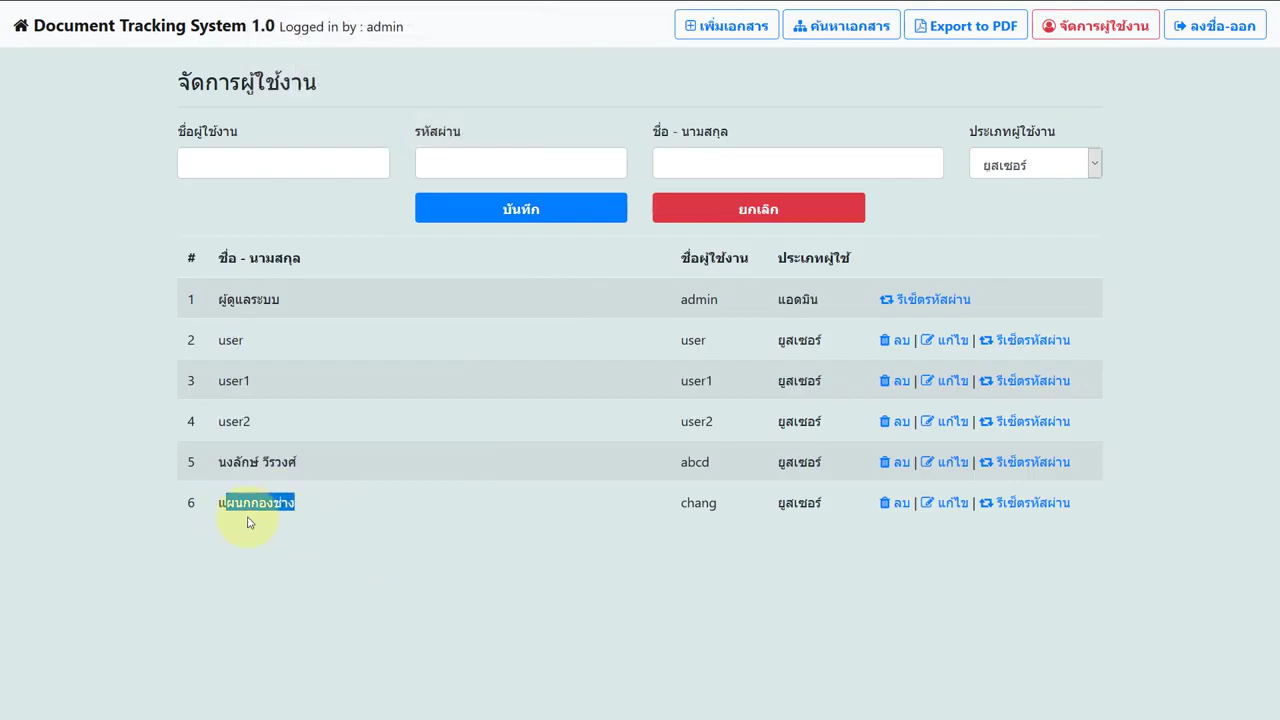 Document Tracking System 1.0 Logged in by : admin เพิ่มเอกสาร ค้นหาเอกสาร Export to PDF จัดการผู้ใช้งาน ลงชื่อ-ออก
จัดการผู้ใช้งาน
ชื่อผู้ใช้งาน รหัสผ่าน ชื่อ - นามสกุล ประเภทผู้ใช้งาน
ยูสเซอร์
บันทึก ยกเลิก
# ชื่อ - นามสกุล ชื่อผู้ใช้งาน ประเภทผู้ใช้
1 ผู้ดูแลระบบ admin แอดมิน รีเซ็ตรหัสผ่าน
2 user user ยูสเซอร์ ลบ | แก้ไข | รีเซ็ตรหัสผ่าน
3 user1 user1 ยูสเซอร์ ลบ | แก้ไข | รีเซ็ตรหัสผ่าน
4 user2 user2 ยูสเซอร์ ลบ | แก้ไข | รีเซ็ตรหัสผ่าน
5 นงลักษ์ วีรวงศ์ abcd ยูสเซอร์ ลบ | แก้ไข | รีเซ็ตรหัสผ่าน
6 แผนกกองช่าง chang ยูสเซอร์ ลบ | แก้ไข | รีเซ็ตรหัสผ่าน